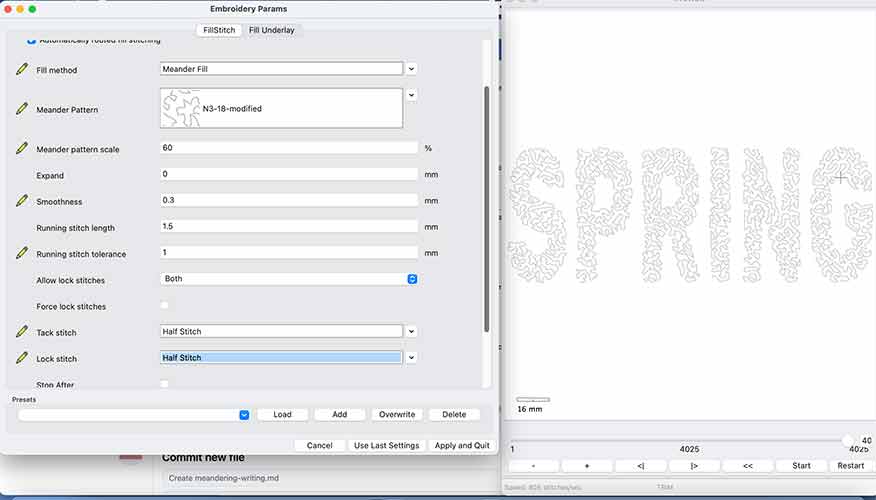 Embroidery Params
FillStitch Fill Underlay
Automatically routed fill stitching
Fill method Meander Fill
Meander Pattern N3-18-modified
Meander pattern scale 60 %
Expand 0 mm
Smoothness 0.3 mm
Running stitch length 1.5 mm
Running stitch tolerance 1 mm
Allow lock stitches Both
Force lock stitches
Tack stitch Half Stitch
Lock stitch Half Stitch
Stop After
Presets
Load Add Overwrite Delete
Cancel Use Last Settings Apply and Quit
Commit new file
Create meandering-writing.md
SPRING
16 mm
40
1 4025 4025
- + <| |> << Start Restart
TRIM